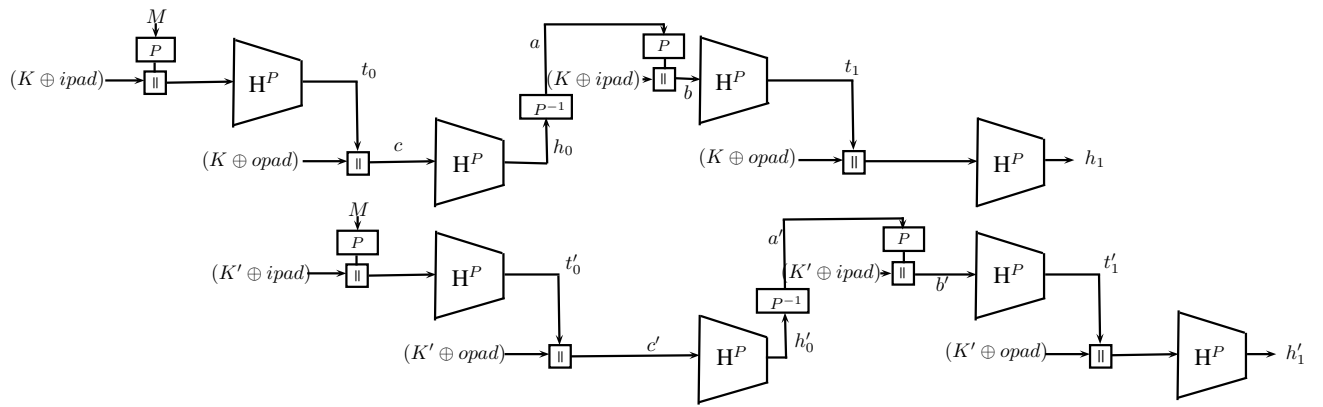 M
P
(K ⊕ ipad) || H^P t_0
(K ⊕ opad) || c H^P h_0
P^{-1}
a
P
(K ⊕ ipad) || b H^P t_1
(K ⊕ opad) || H^P h_1
M
P
(K′ ⊕ ipad) || H^P t′_0
(K′ ⊕ opad) || c′ H^P h′_0
P^{-1}
a′
P
(K′ ⊕ ipad) || b′ H^P t′_1
(K′ ⊕ opad) || H^P h′_1